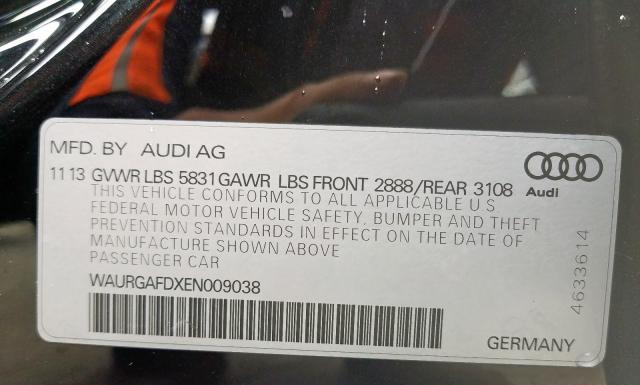 MFD. BY AUDI AG
11 13 GVWR LBS 5831 GAWR LBS FRONT 2888/REAR 3108
Audi
THIS VEHICLE CONFORMS TO ALL APPLICABLE U S
FEDERAL MOTOR VEHICLE SAFETY, BUMPER AND THEFT
PREVENTION STANDARDS IN EFFECT ON THE DATE OF
MANUFACTURE SHOWN ABOVE
PASSENGER CAR
WAURGAFDXEN009038
4633614
GERMANY